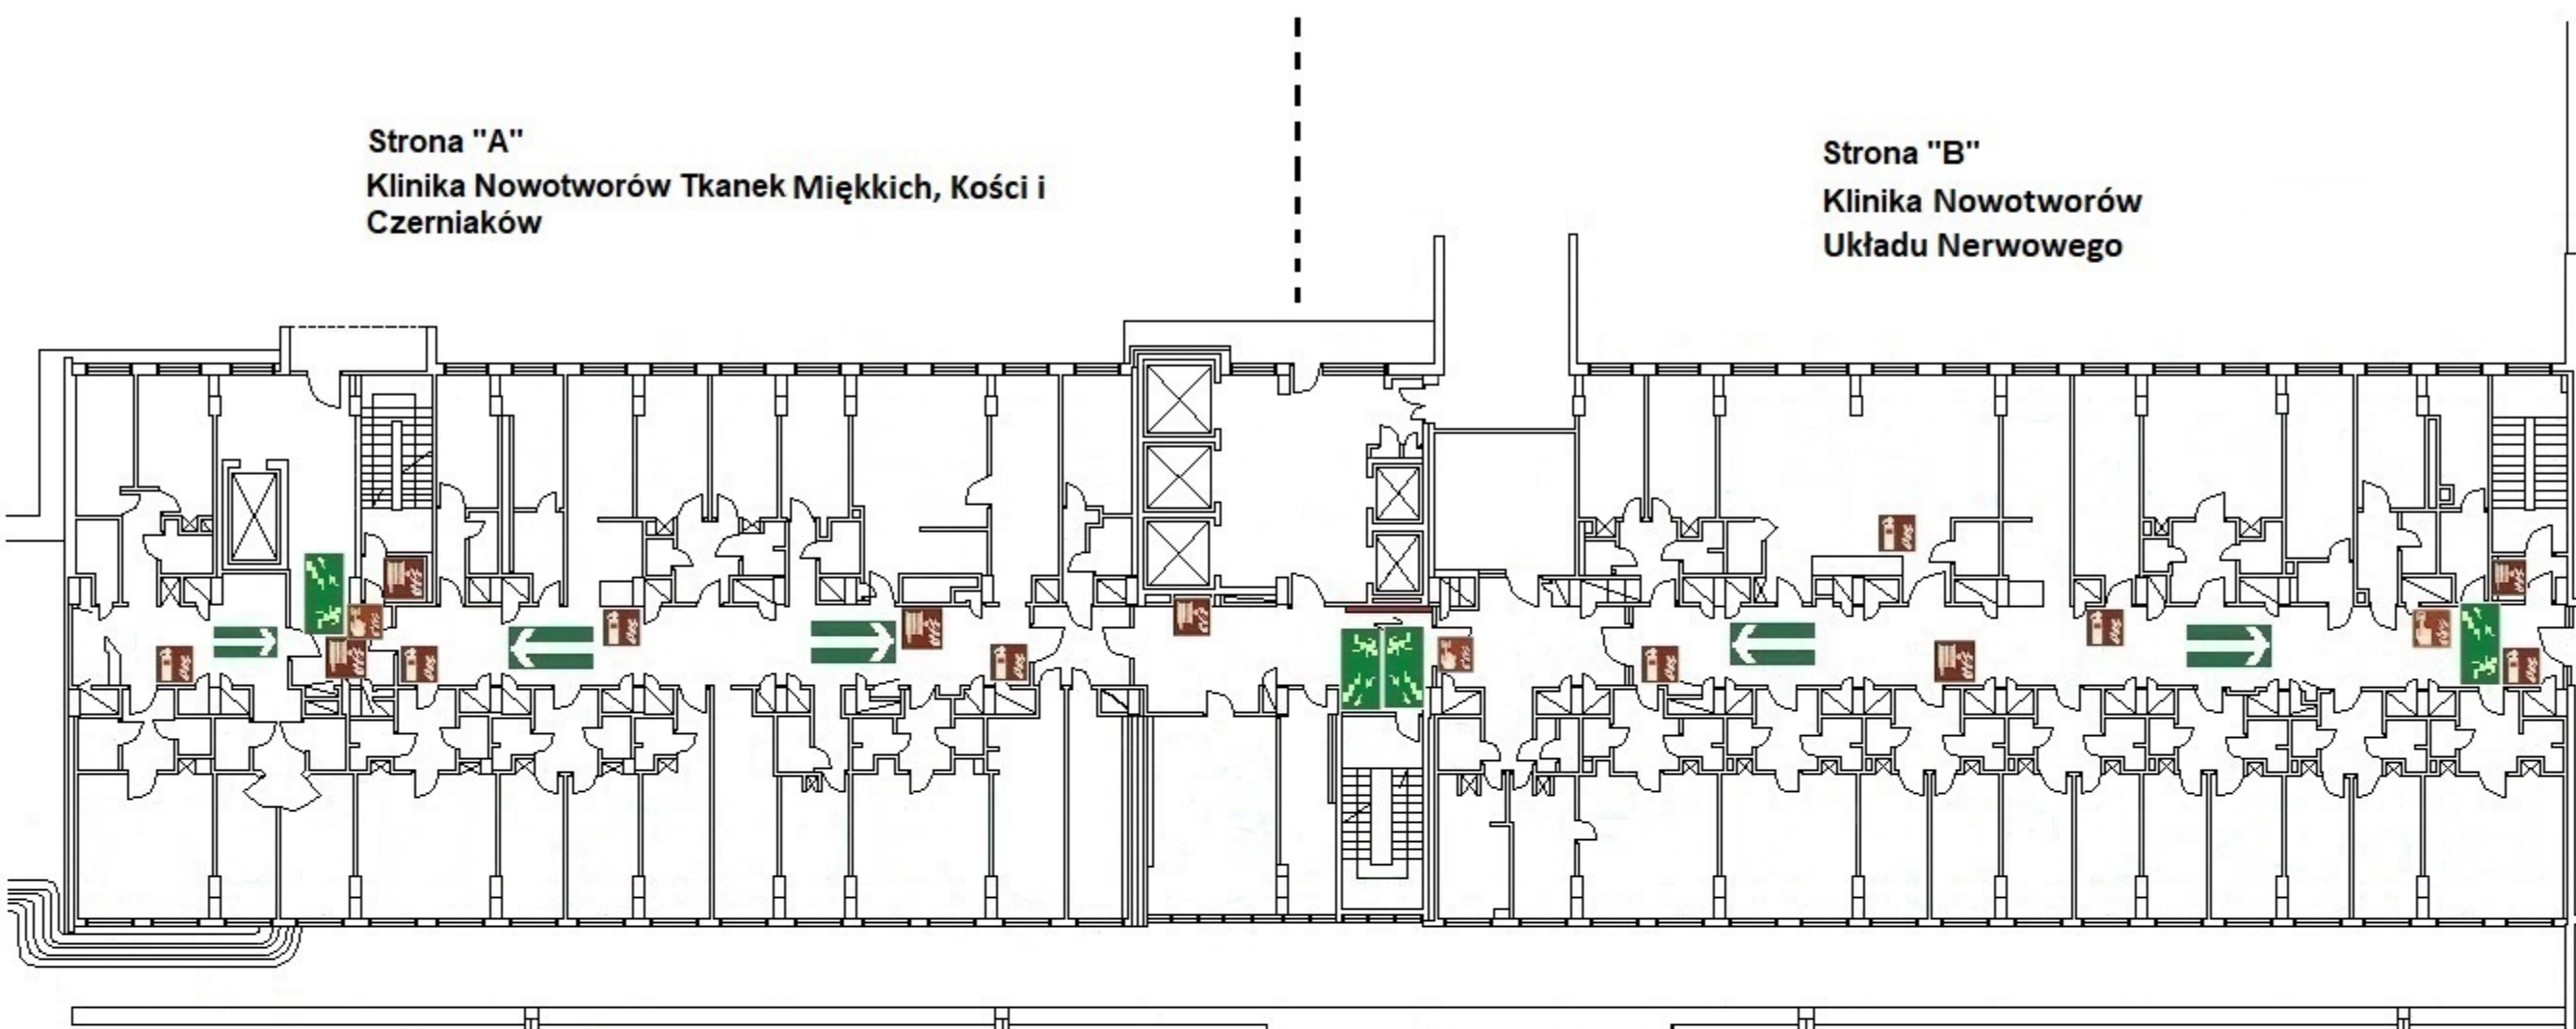 Strona "A"
Klinika Nowotworów Tkanek Miękkich, Kości i
Czerniaków
Strona "B"
Klinika Nowotworów
Układu Nerwowego